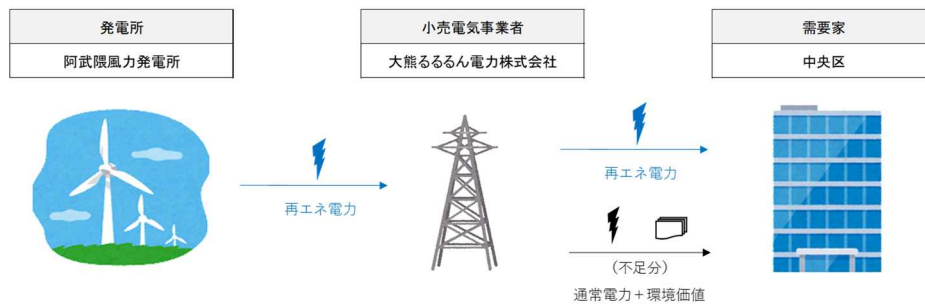 発電所
阿武隈風力発電所
小売電気事業者
大熊るるるん電力株式会社
需要家
中央区
再エネ電力
再エネ電力
(不足分)
通常電力+環境価値